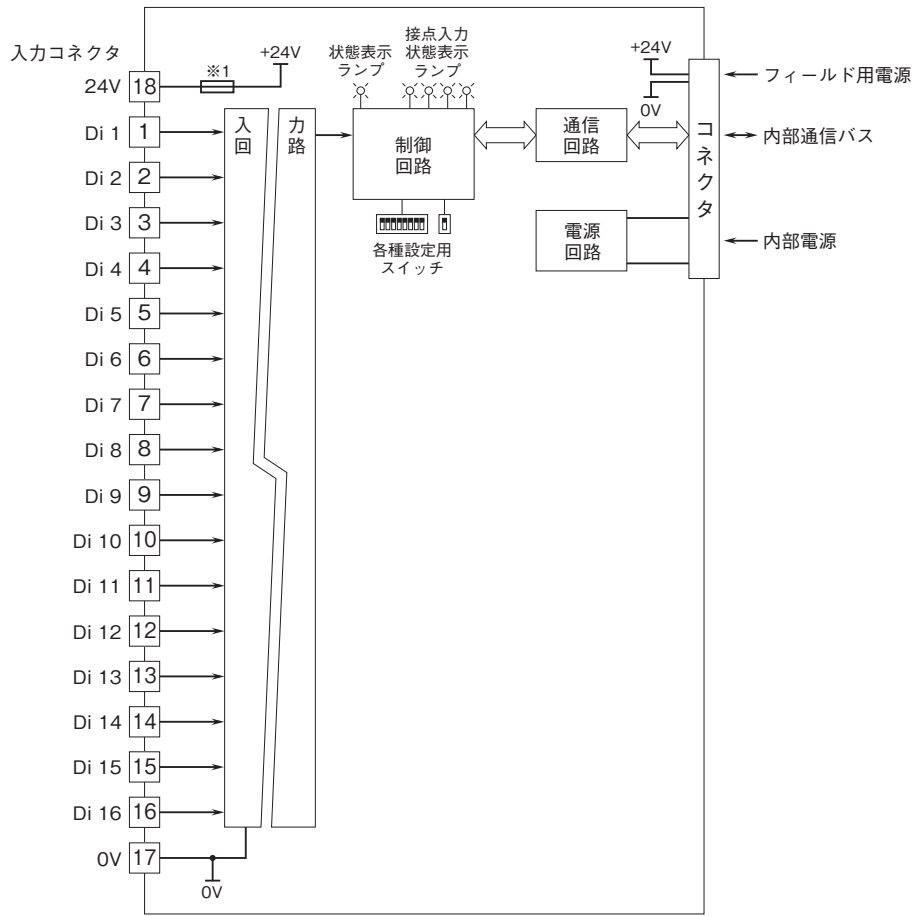 入力コネクタ
24V 18
※1
+24V
状態表示
ランプ
接点入力
状態表示
ランプ
+24V
0V
フィールド用電源
内部通信バス
内部電源
コネクタ
入力
回路
制御
回路
通信
回路
電源
回路
各種設定用
スイッチ
Di 1 1
Di 2 2
Di 3 3
Di 4 4
Di 5 5
Di 6 6
Di 7 7
Di 8 8
Di 9 9
Di 10 10
Di 11 11
Di 12 12
Di 13 13
Di 14 14
Di 15 15
Di 16 16
0V 17
0V